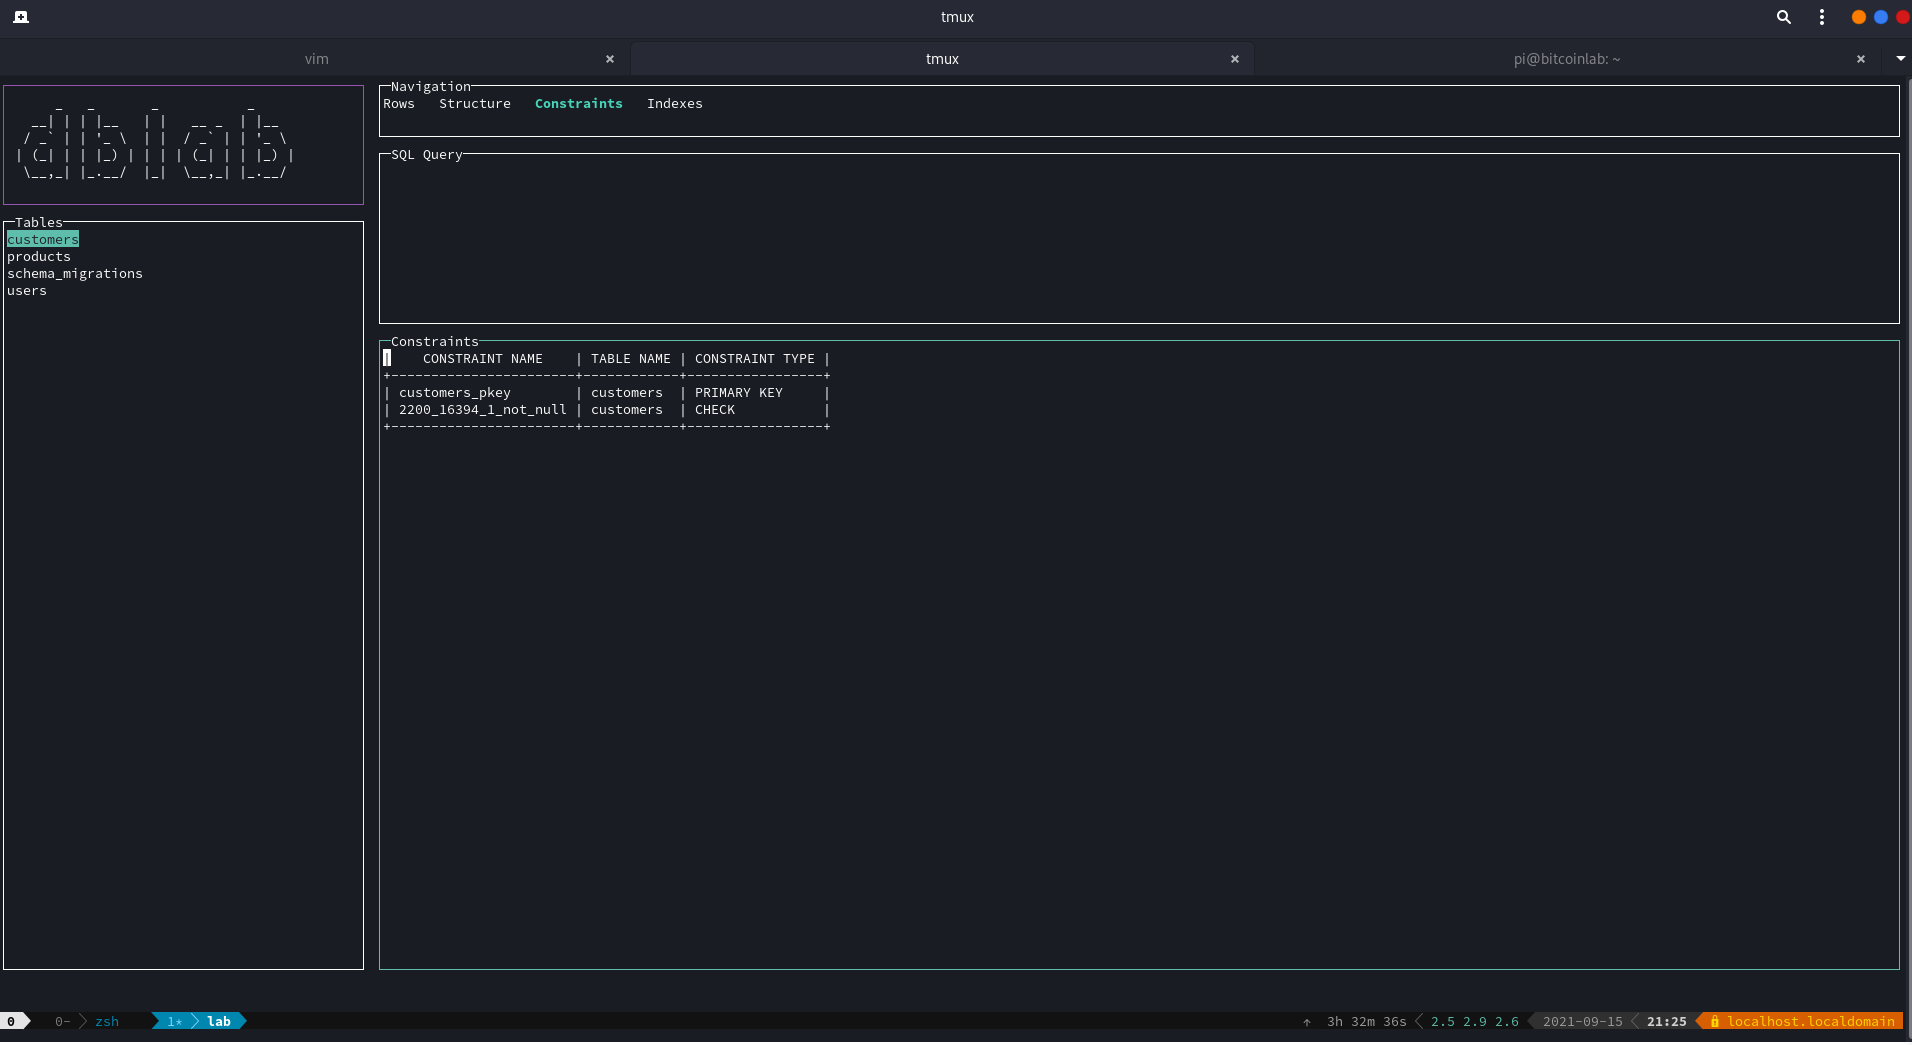 tmux
vim
tmux
pi@bitcoinlab: ~
dblab
Tables
customers
products
schema_migrations
users
Navigation
Rows   Structure   Constraints   Indexes
SQL Query
Constraints
|    CONSTRAINT NAME    | TABLE NAME | CONSTRAINT TYPE |
+-----------------------+------------+-----------------+
| customers_pkey        | customers  | PRIMARY KEY     |
| 2200_16394_1_not_null | customers  | CHECK           |
+-----------------------+------------+-----------------+
0   0-   zsh   1*   lab   ↑ 3h 32m 36s   2.5 2.9 2.6   2021-09-15   21:25   localhost.localdomain